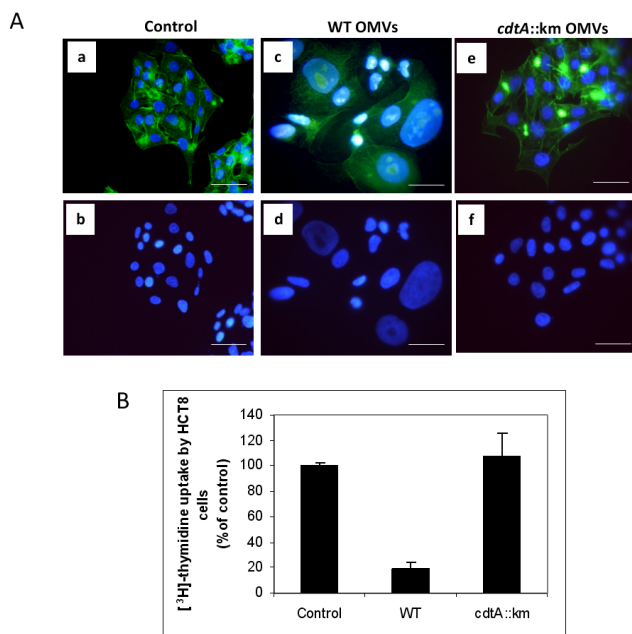 A
Control
WT OMVs
cdtA::km OMVs
a
c
e
b
d
f
B
[³H]-thymidine uptake by HCT8
cells
(% of control)
140
120
100
80
60
40
20
0
Control
WT
cdtA::km